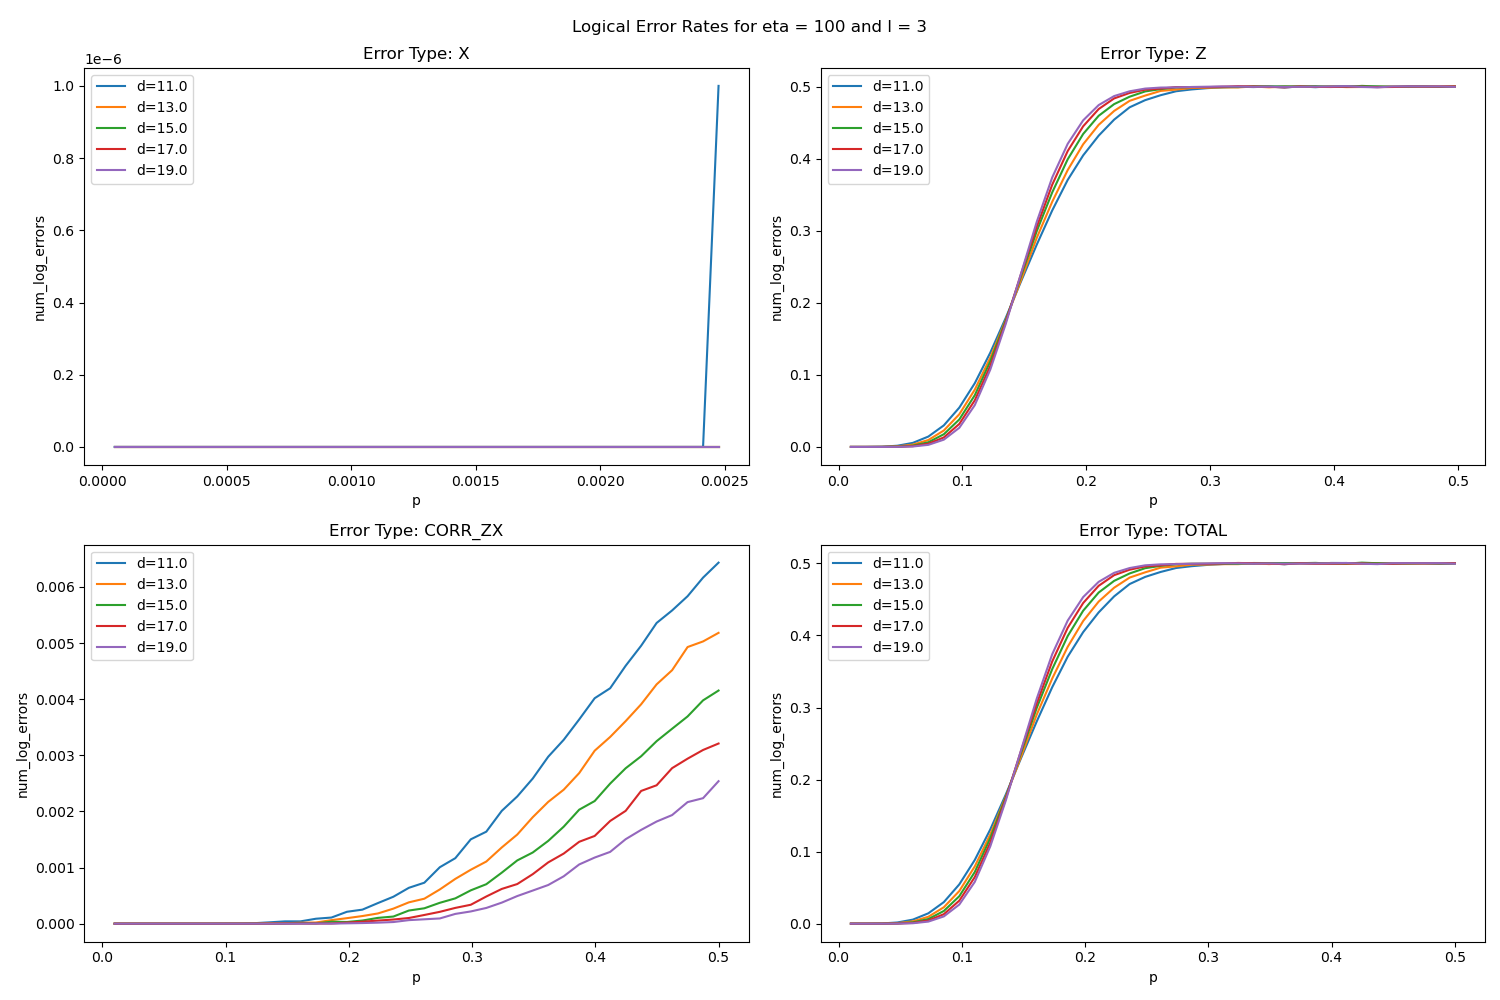 Logical Error Rates for eta = 100 and l = 3
Error Type: X
1e−6
d=11.0
d=13.0
d=15.0
d=17.0
d=19.0
1.0
0.8
0.6
0.4
0.2
0.0
num_log_errors
0.0000 0.0005 0.0010 0.0015 0.0020 0.0025
p
Error Type: Z
d=11.0
d=13.0
d=15.0
d=17.0
d=19.0
0.5
0.4
0.3
0.2
0.1
0.0
num_log_errors
0.0 0.1 0.2 0.3 0.4 0.5
p
Error Type: CORR_ZX
d=11.0
d=13.0
d=15.0
d=17.0
d=19.0
0.006
0.005
0.004
0.003
0.002
0.001
0.000
num_log_errors
0.0 0.1 0.2 0.3 0.4 0.5
p
Error Type: TOTAL
d=11.0
d=13.0
d=15.0
d=17.0
d=19.0
0.5
0.4
0.3
0.2
0.1
0.0
num_log_errors
0.0 0.1 0.2 0.3 0.4 0.5
p